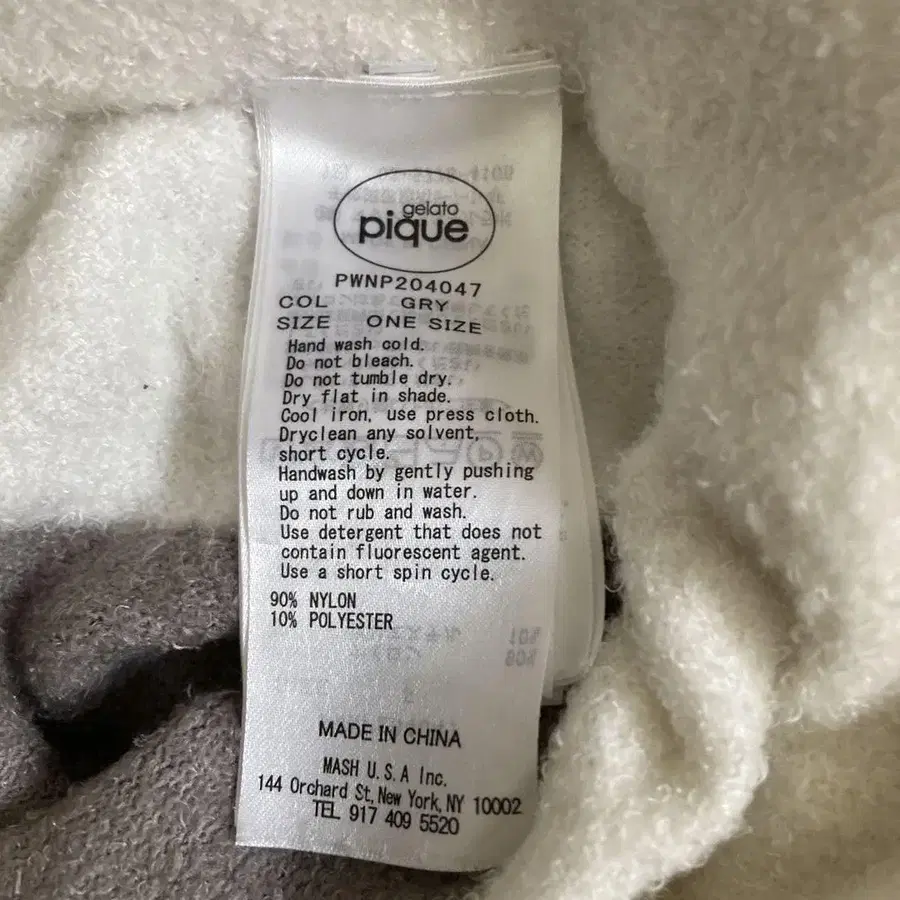 gelato
pique
PWNP204047
COL GRY
SIZE ONE SIZE
Hand wash cold.
Do not bleach.
Do not tumble dry.
Dry flat in shade.
Cool iron, use press cloth.
Dryclean any solvent,
short cycle.
Handwash by gently pushing
up and down in water.
Do not rub and wash.
Use detergent that does not
contain fluorescent agent.
Use a short spin cycle.
90% NYLON
10% POLYESTER
MADE IN CHINA
MASH U.S.A Inc.
144 Orchard St, New York, NY 10002
TEL 917 409 5520